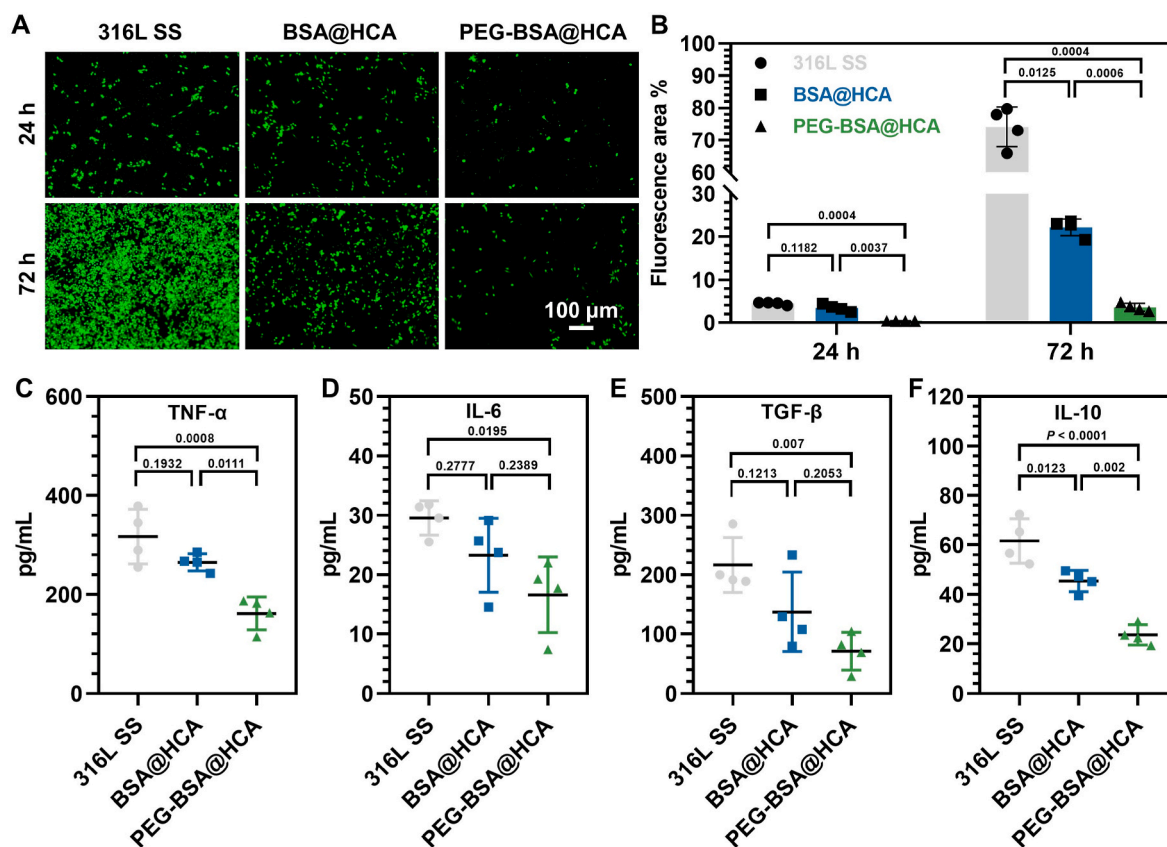 A
316L SS
BSA@HCA
PEG-BSA@HCA
24 h
72 h
100 µm
B
Fluorescence area %
100
90
80
70
60
30
20
10
0
316L SS
BSA@HCA
PEG-BSA@HCA
0.0004
0.1182
0.0037
0.0004
0.0125
0.0006
24 h
72 h
C
TNF-α
pg/mL
600
400
200
0
0.0008
0.1932
0.0111
316L SS
BSA@HCA
PEG-BSA@HCA
D
IL-6
pg/mL
50
40
30
20
10
0
0.0195
0.2777
0.2389
316L SS
BSA@HCA
PEG-BSA@HCA
E
TGF-β
pg/mL
500
400
300
200
100
0
0.007
0.1213
0.2053
316L SS
BSA@HCA
PEG-BSA@HCA
F
IL-10
pg/mL
120
100
80
60
40
20
0
P < 0.0001
0.0123
0.002
316L SS
BSA@HCA
PEG-BSA@HCA